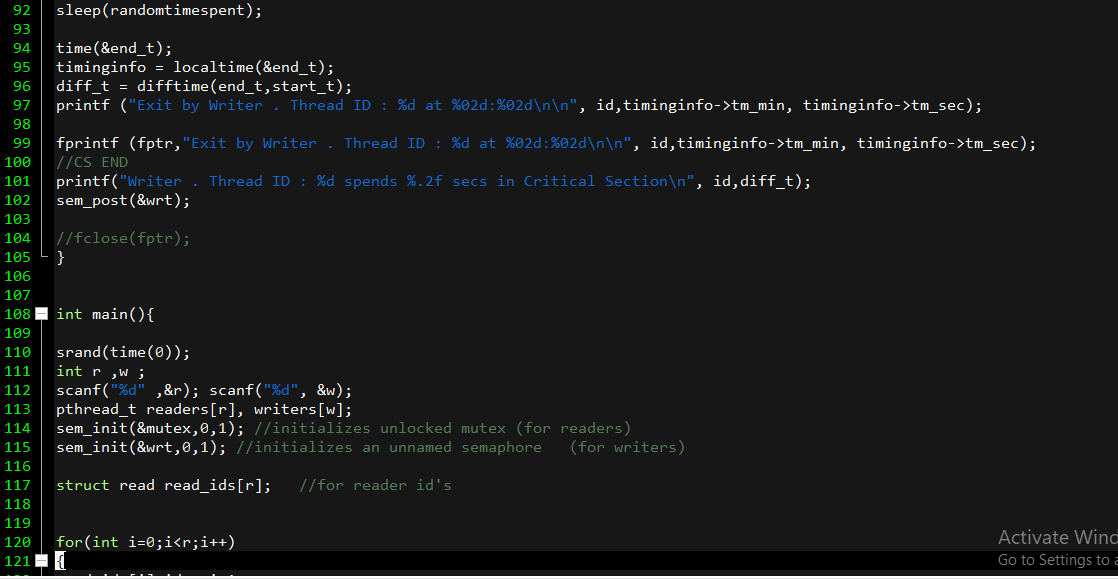 92 sleep(randomtimespent);
93
94 time(&end_t);
95 timinginfo = localtime(&end_t);
96 diff_t = difftime(end_t,start_t);
97 printf ("Exit by Writer . Thread ID : %d at %02d:%02d\n\n", id,timinginfo->tm_min, timinginfo->tm_sec);
98
99 fprintf (fptr,"Exit by Writer . Thread ID : %d at %02d:%02d\n\n", id,timinginfo->tm_min, timinginfo->tm_sec);
100 //CS END
101 printf("Writer . Thread ID : %d spends %.2f secs in Critical Section\n", id,diff_t);
102 sem_post(&wrt);
103
104 //fclose(fptr);
105 }
106
107
108 int main(){
109
110 srand(time(0));
111 int r ,w ;
112 scanf("%d" ,&r); scanf("%d", &w);
113 pthread_t readers[r], writers[w];
114 sem_init(&mutex,0,1); //initializes unlocked mutex (for readers)
115 sem_init(&wrt,0,1); //initializes an unnamed semaphore   (for writers)
116
117 struct read read_ids[r];   //for reader id's
118
119
120 for(int i=0;i<r;i++)
121 {
Activate Wind
Go to Settings to a